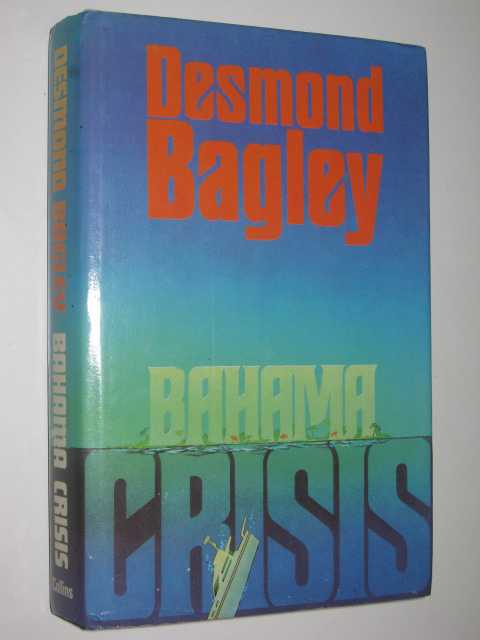 Desmond
Bagley
BAHAMA
CRISIS
DESMOND BAGLEY BAHAMA CRISIS
Collins